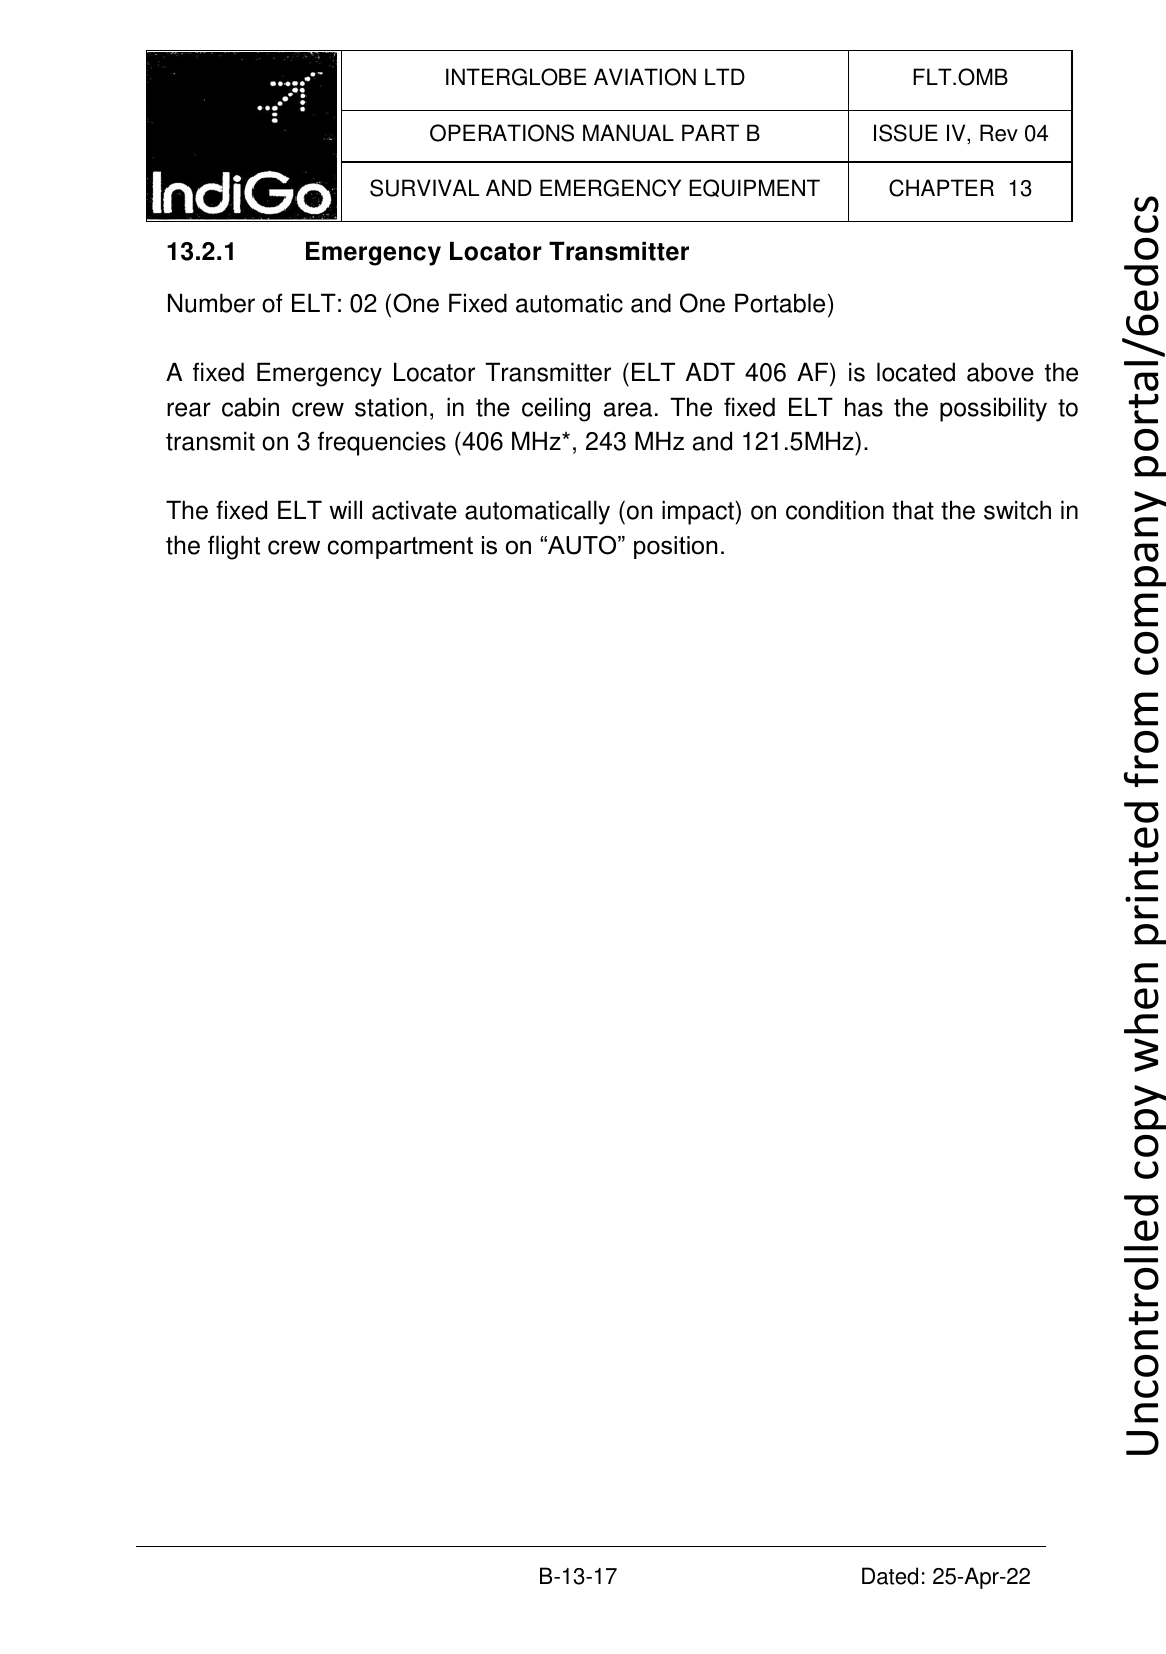 IndiGo
INTERGLOBE AVIATION LTD
FLT.OMB
OPERATIONS MANUAL PART B
ISSUE IV, Rev 04
SURVIVAL AND EMERGENCY EQUIPMENT
CHAPTER 13
13.2.1 Emergency Locator Transmitter
Number of ELT: 02 (One Fixed automatic and One Portable)
A fixed Emergency Locator Transmitter (ELT ADT 406 AF) is located above the
rear cabin crew station, in the ceiling area. The fixed ELT has the possibility to
transmit on 3 frequencies (406 MHz*, 243 MHz and 121.5MHz).
The fixed ELT will activate automatically (on impact) on condition that the switch in
the flight crew compartment is on “AUTO” position.
Uncontrolled copy when printed from company portal/6edocs
B-13-17
Dated: 25-Apr-22